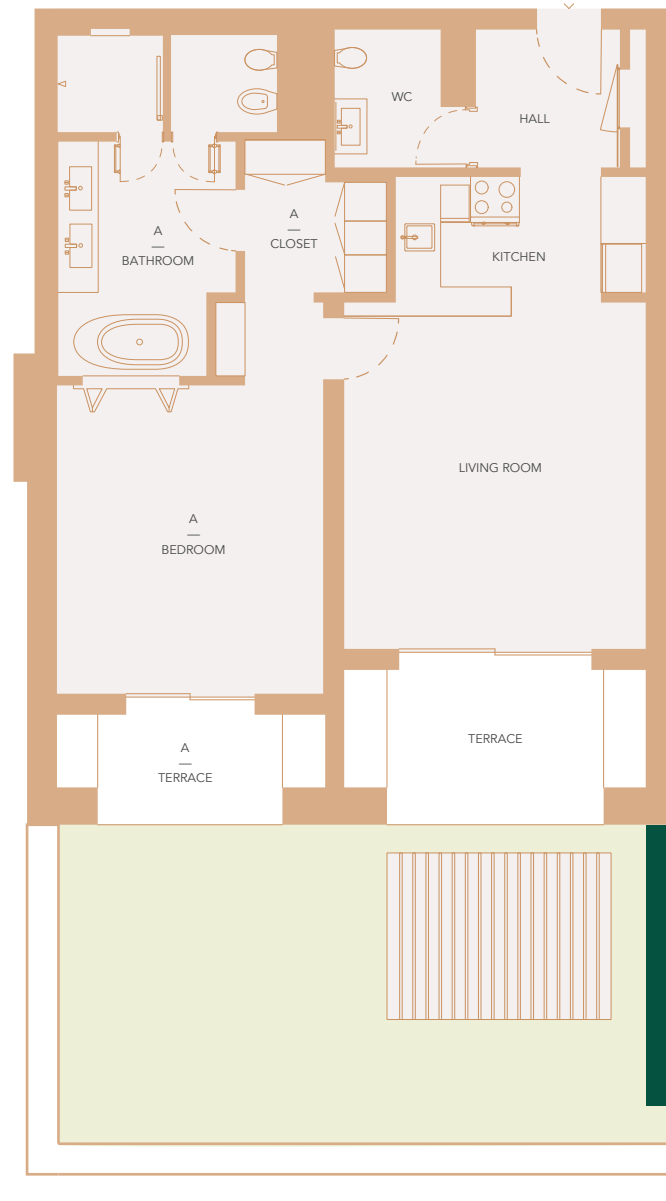 WC
HALL
A
CLOSET
A
BATHROOM
KITCHEN
LIVING ROOM
A
BEDROOM
TERRACE
A
TERRACE